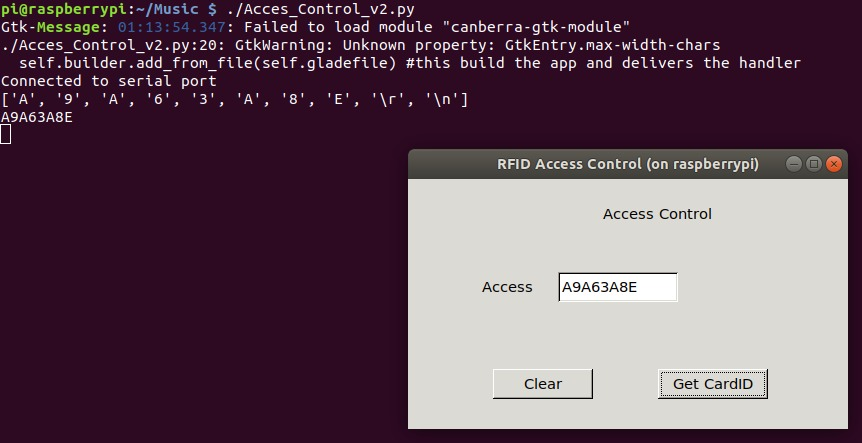 pi@raspberrypi:~/Music $ ./Acces_Control_v2.py
Gtk-Message: 01:13:54.347: Failed to load module "canberra-gtk-module"
./Acces_Control_v2.py:20: GtkWarning: Unknown property: GtkEntry.max-width-chars
  self.builder.add_from_file(self.gladefile) #this build the app and delivers the handler
Connected to serial port
['A', '9', 'A', '6', '3', 'A', '8', 'E', '\r', '\n']
A9A63A8E
RFID Access Control (on raspberrypi)
Access Control
Access A9A63A8E
Clear Get CardID